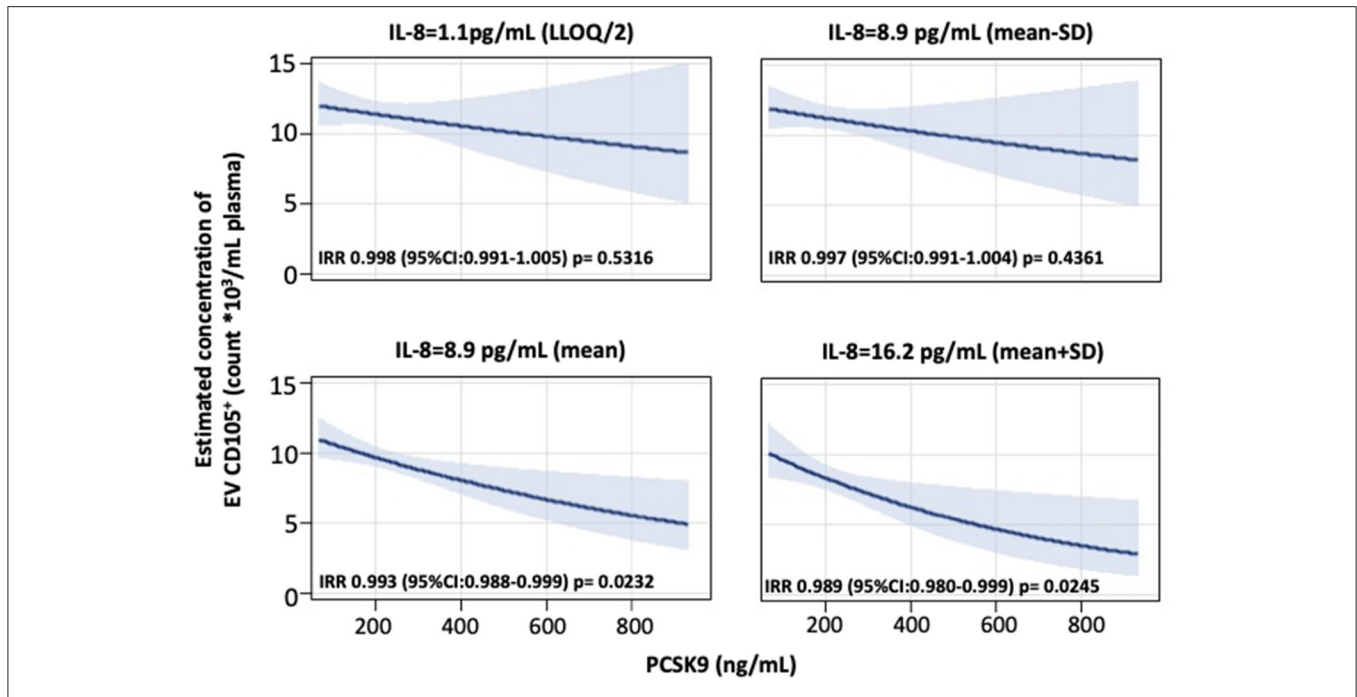 IL-8=1.1pg/mL (LLOQ/2)
IL-8=8.9 pg/mL (mean-SD)
15
10
5
0
IRR 0.998 (95%CI:0.991-1.005) p= 0.5316
IRR 0.997 (95%CI:0.991-1.004) p= 0.4361
Estimated concentration of
EV CD105⁺ (count *10³/mL plasma)
IL-8=8.9 pg/mL (mean)
IL-8=16.2 pg/mL (mean+SD)
15
10
5
0
IRR 0.993 (95%CI:0.988-0.999) p= 0.0232
IRR 0.989 (95%CI:0.980-0.999) p= 0.0245
200 400 600 800
200 400 600 800
PCSK9 (ng/mL)